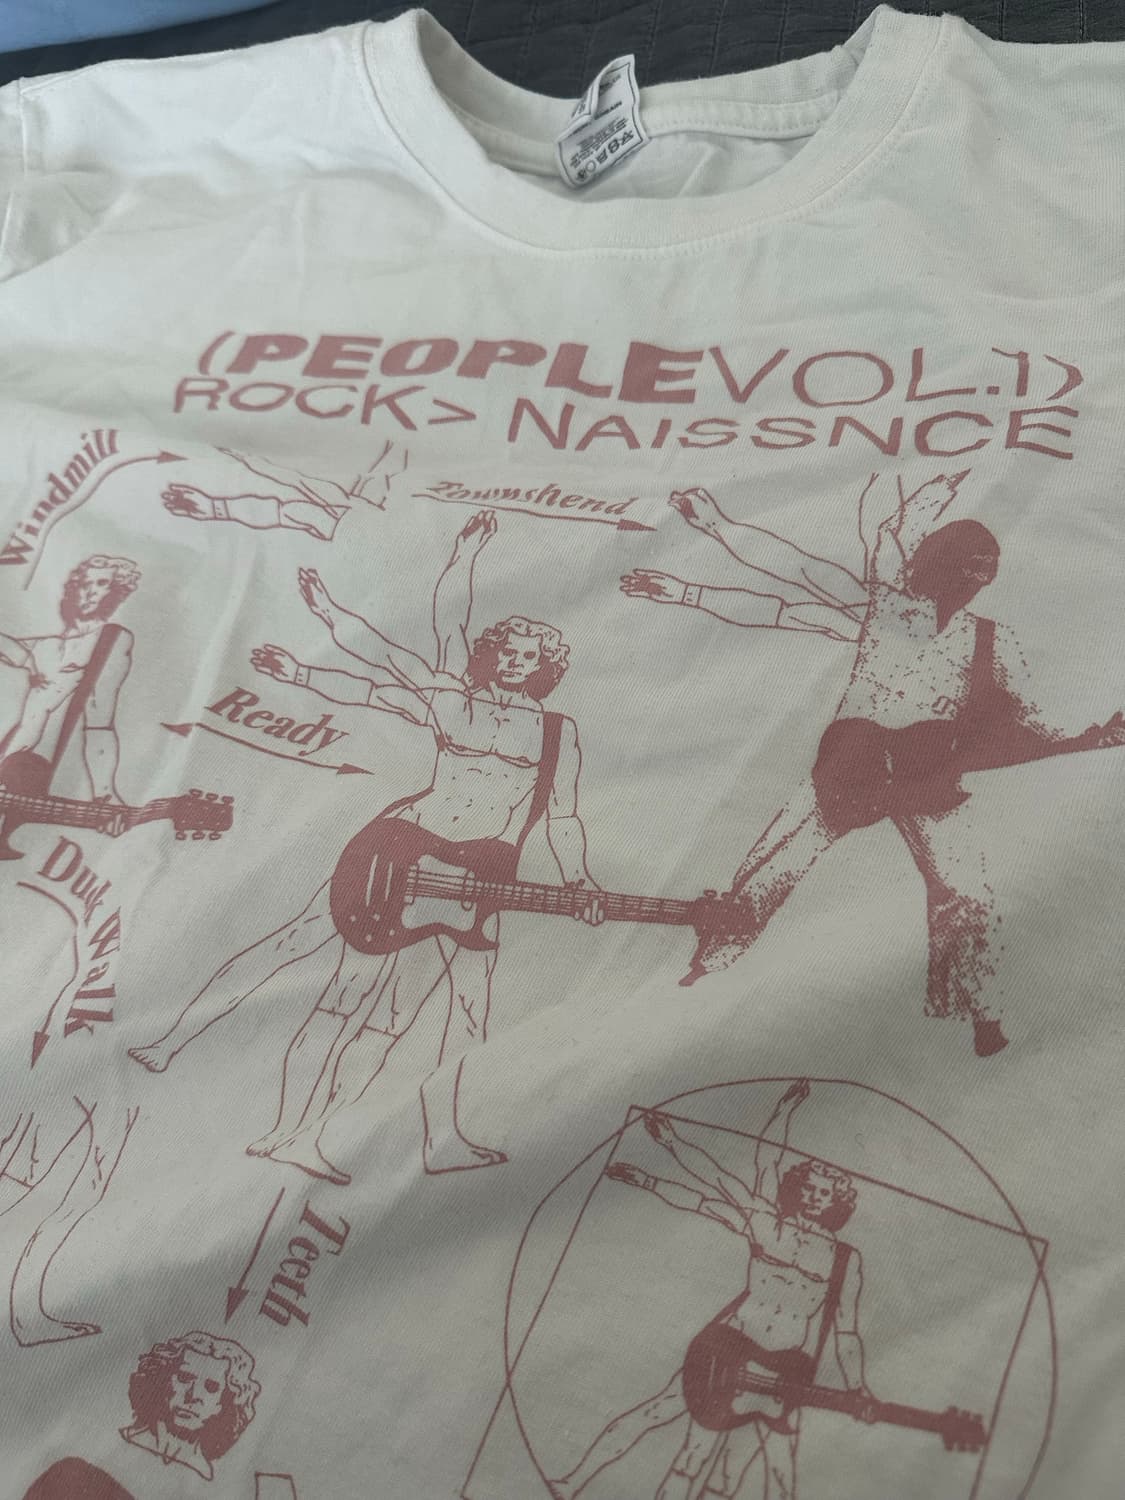 (PEOPLEVOL.1)
ROCK> NAISSNCE
Windmill
Townshend
Ready
Duck Walk
Teeth